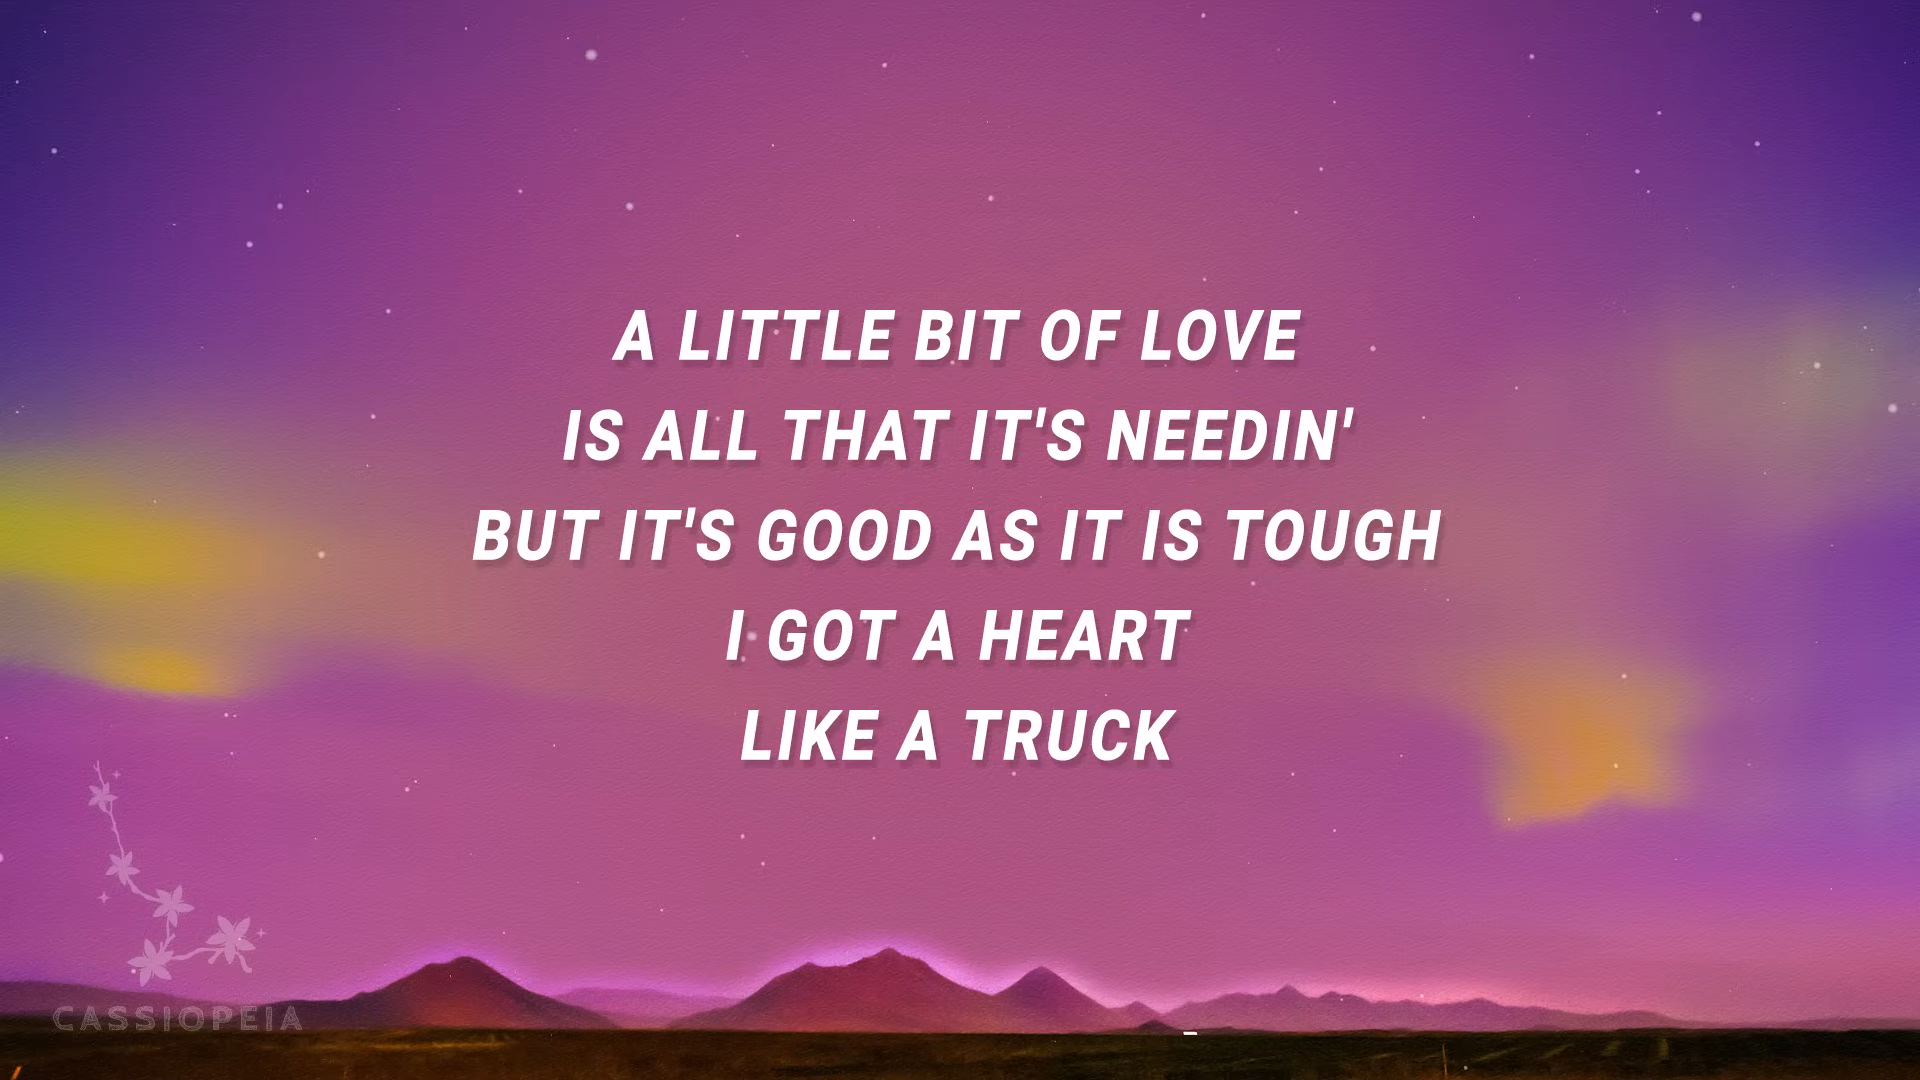 A LITTLE BIT OF LOVE
IS ALL THAT IT'S NEEDIN'
BUT IT'S GOOD AS IT IS TOUGH
I GOT A HEART
LIKE A TRUCK
CASSIOPEIA